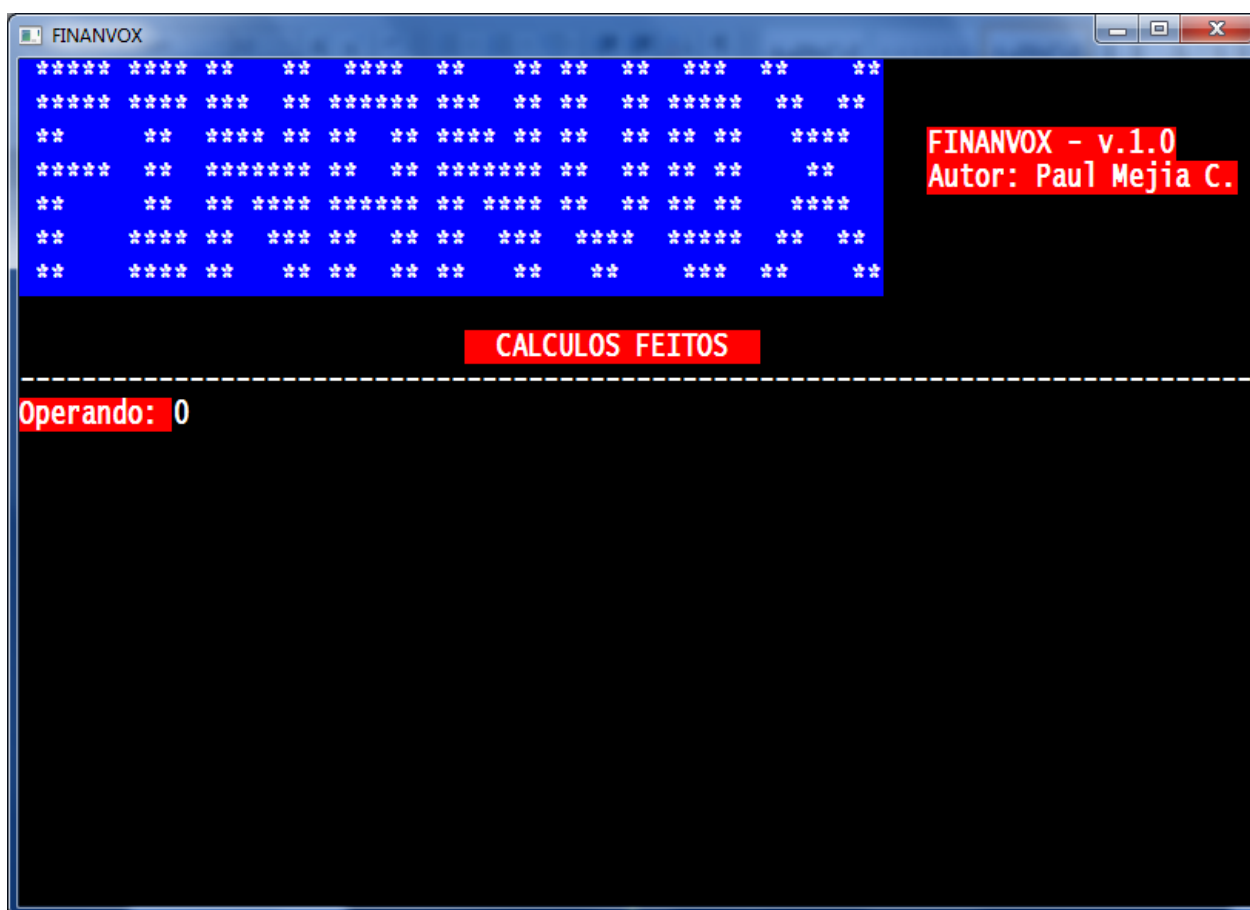 FINANVOX
***** **** **   **  ****  **   ** **  **  ***  **    **
***** **** ***  ** ****** ***  ** **  ** *****  **  **
**     **  **** ** **  ** **** ** **  ** ** **   ****
*****  **  ******* **  ** ******* **  ** ** **    **
**     **  ** **** ****** ** **** **  ** ** **   ****
**    **** **  *** **  ** **  ***  ****  *****  **  **
**    **** **   ** **  ** **   **   **    ***  **    **
FINANVOX - v.1.0
Autor: Paul Mejia C.
CALCULOS FEITOS
--------------------------------------------------------------------------------
Operando: 0